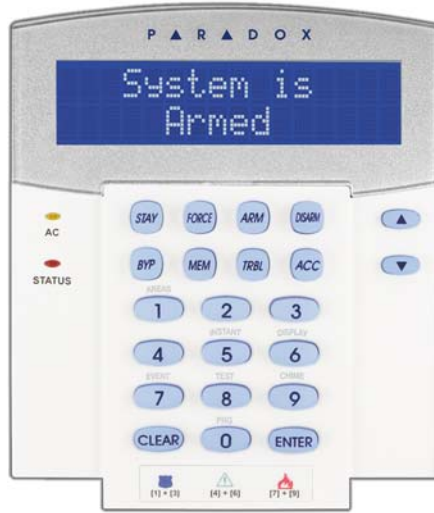 PARADOX
System is
Armed
STAY FORCE ARM DISARM
AC
BYP MEM TRBL ACC
STATUS
AREAS
1 2 3
INSTANT DISPLAY
4 5 6
EVENT TEST CHIME
7 8 9
PRG
CLEAR 0 ENTER
[1] + [3] [4] + [6] [7] + [9]